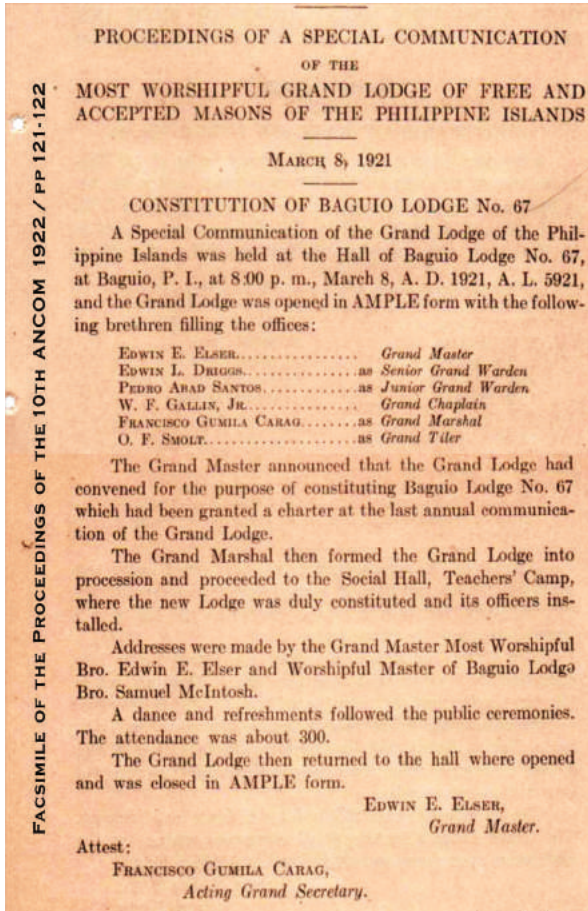 PROCEEDINGS OF A SPECIAL COMMUNICATION
OF THE
MOST WORSHIPFUL GRAND LODGE OF FREE AND
ACCEPTED MASONS OF THE PHILIPPINE ISLANDS
MARCH 8, 1921
CONSTITUTION OF BAGUIO LODGE No. 67
A Special Communication of the Grand Lodge of the Phil-
ippine Islands was held at the Hall of Baguio Lodge No. 67,
at Baguio, P. I., at 8:00 p. m., March 8, A. D. 1921, A. L. 5921,
and the Grand Lodge was opened in AMPLE form with the follow-
ing brethren filling the offices:
EDWIN E. ELSER................ Grand Master
EDWIN L. DRIGGS...............as Senior Grand Warden
PEDRO ABAD SANTOS.............as Junior Grand Warden
W. F. GALLIN, JR............... Grand Chaplain
FRANCISCO GUMILA CARAG........as Grand Marshal
O. F. SMOLT....................as Grand Tiler
The Grand Master announced that the Grand Lodge had
convened for the purpose of constituting Baguio Lodge No. 67
which had been granted a charter at the last annual communica-
tion of the Grand Lodge.
The Grand Marshal then formed the Grand Lodge into
procession and proceeded to the Social Hall, Teachers' Camp,
where the new Lodge was duly constituted and its officers ins-
talled.
Addresses were made by the Grand Master Most Worshipful
Bro. Edwin E. Elser and Worshipful Master of Baguio Lodge
Bro. Samuel McIntosh.
A dance and refreshments followed the public ceremonies.
The attendance was about 300.
The Grand Lodge then returned to the hall where opened
and was closed in AMPLE form.
EDWIN E. ELSER,
Grand Master.
Attest:
FRANCISCO GUMILA CARAG,
Acting Grand Secretary.
FACSIMILE OF THE PROCEEDINGS OF THE 10TH ANCOM 1922 / PP 121-122